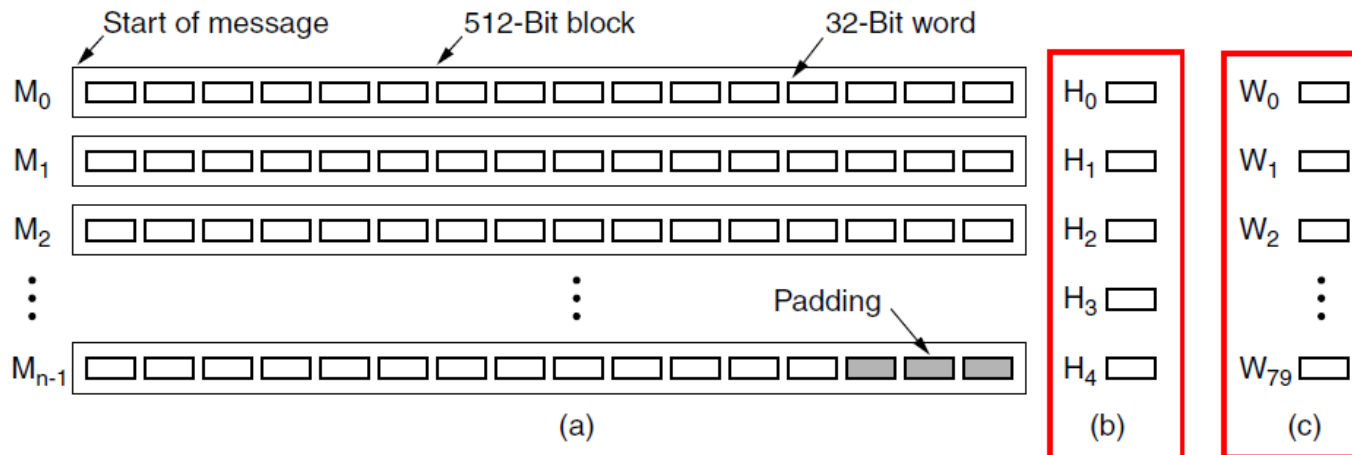 Start of message 512-Bit block 32-Bit word
M0 H0 W0
M1 H1 W1
M2 H2 W2
Padding H3
Mn-1 H4 W79
(a) (b) (c)